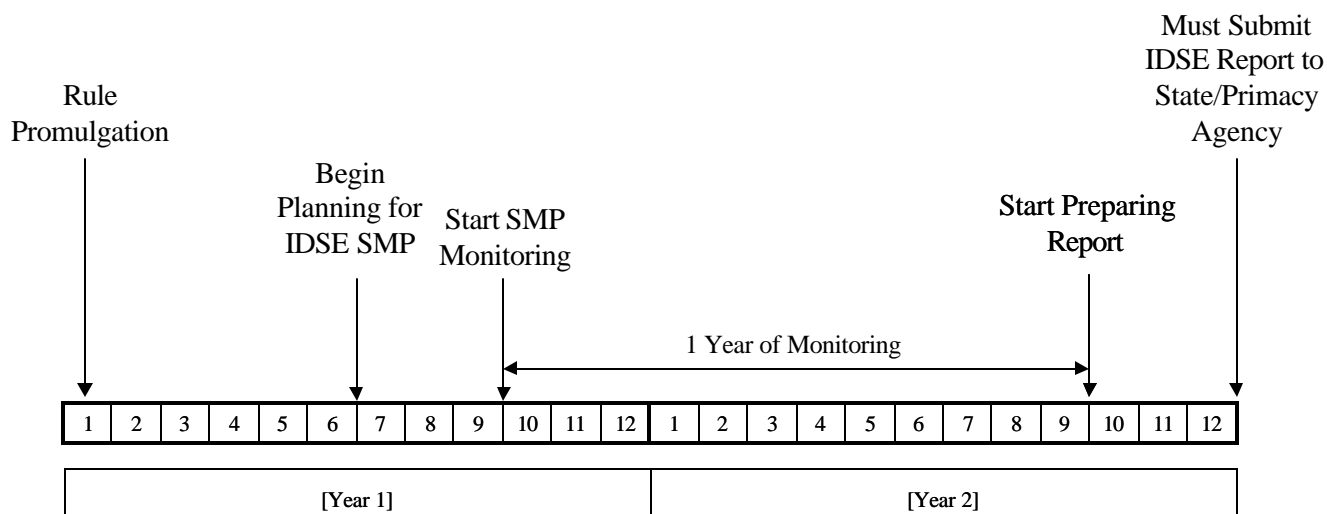 Must Submit
IDSE Report to
State/Primacy
Agency
Rule
Promulgation
Begin
Planning for
IDSE SMP
Start SMP
Monitoring
Start Preparing
Report
1 Year of Monitoring
1 2 3 4 5 6 7 8 9 10 11 12 1 2 3 4 5 6 7 8 9 10 11 12
[Year 1] [Year 2]